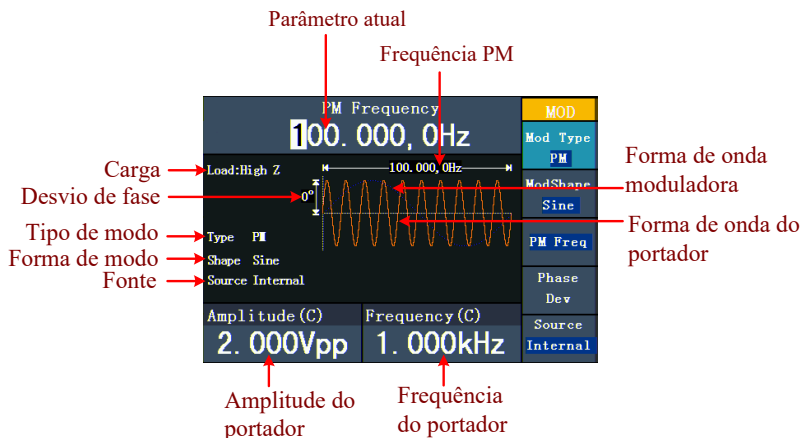 Parâmetro atual
Frequência PM
PM Frequency
100. 000, 0Hz
MOD
Mod Type
PM
ModShape
Sine
PM Freq
Phase
Dev
Source
Internal
Load:High Z
100.000,0Hz
0°
Type PM
Shape Sine
Source Internal
Amplitude(C)
2. 000Vpp
Frequency(C)
1. 000kHz
Carga
Desvio de fase
Tipo de modo
Forma de modo
Fonte
Forma de onda
moduladora
Forma de onda do
portador
Amplitude do
portador
Frequência
do portador